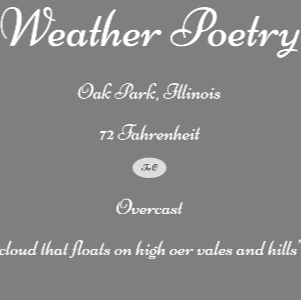 Weather Poetry
Oak Park, Illinois
72 Fahrenheit
F>C
Overcast
cloud that floats on high oer vales and hills"